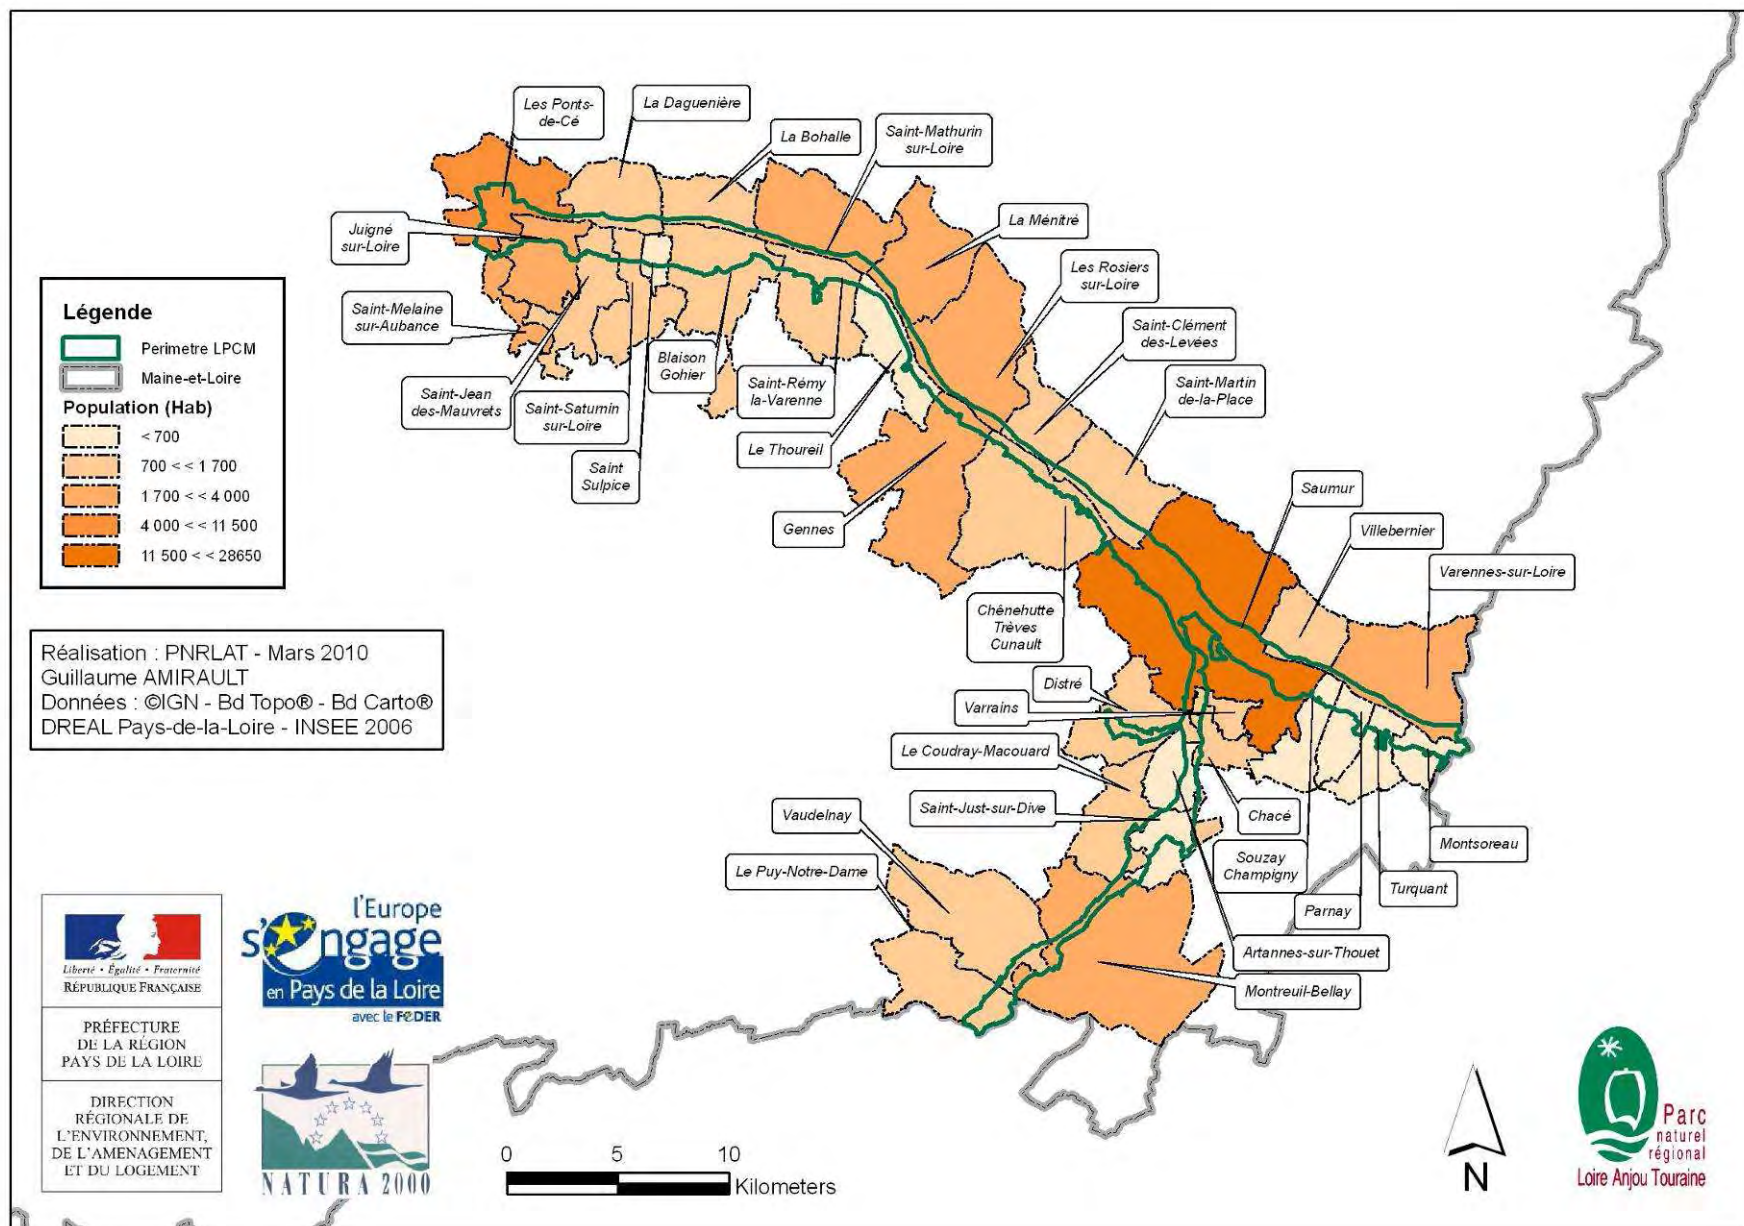 Les Ponts-
de-Cé
La Daguenière
La Bohalle
Saint-Mathurin
sur-Loire
La Ménitré
Juigné
sur-Loire
Les Rosiers
sur-Loire
Saint-Clément
des-Levées
Saint-Martin
de-la-Place
Saint-Melaine
sur-Aubance
Saint-Jean
des-Mauvrets
Saint-Saturnin
sur-Loire
Saint
Sulpice
Blaison
Gohier
Saint-Rémy
la-Varenne
Le Thoureil
Gennes
Saumur
Villebernier
Varennes-sur-Loire
Chênehutte
Trèves
Cunault
Distré
Varrains
Le Coudray-Macouard
Saint-Just-sur-Dive
Vaudelnay
Le Puy-Notre-Dame
Chacé
Souzay
Champigny
Montsoreau
Turquant
Parnay
Artannes-sur-Thouet
Montreuil-Bellay
Légende
Perimetre LPCM
Maine-et-Loire
Population (Hab)
< 700
700 < < 1 700
1 700 < < 4 000
4 000 < < 11 500
11 500 < < 28650
Réalisation : PNRLAT - Mars 2010
Guillaume AMIRAULT
Données : ©IGN - Bd Topo® - Bd Carto®
DREAL Pays-de-la-Loire - INSEE 2006
Liberté • Égalité • Fraternité
RÉPUBLIQUE FRANÇAISE
PRÉFECTURE
DE LA RÉGION
PAYS DE LA LOIRE
DIRECTION
RÉGIONALE DE
L'ENVIRONNEMENT,
DE L'AMENAGEMENT
ET DU LOGEMENT
l'Europe
s'engage
en Pays de la Loire
avec le FEDER
NATURA 2000
0 5 10
Kilometers
N
Parc
naturel
régional
Loire Anjou Touraine